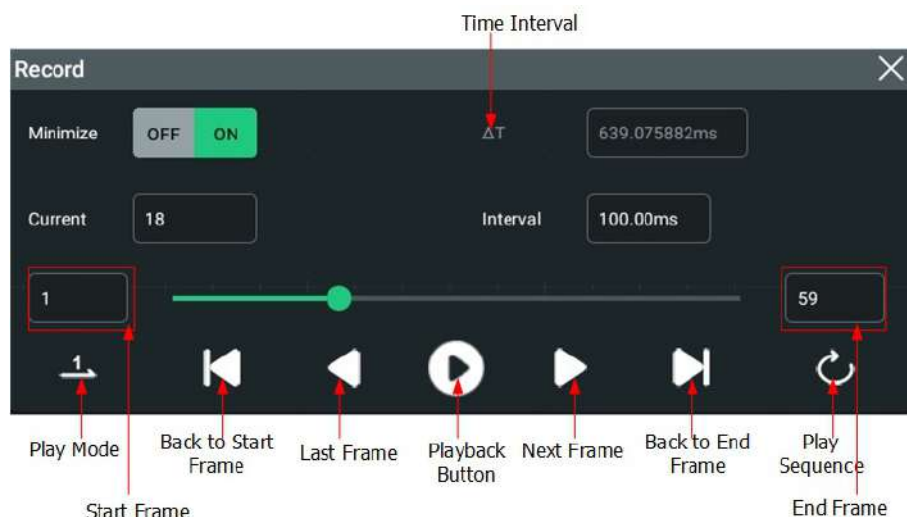 Time Interval
Record
Minimize OFF ON ΔT 639.075882ms
Current 18 Interval 100.00ms
1 59
1
Play Mode
Back to Start
Frame
Last Frame
Playback
Button
Next Frame
Back to End
Frame
Play
Sequence
Start Frame
End Frame